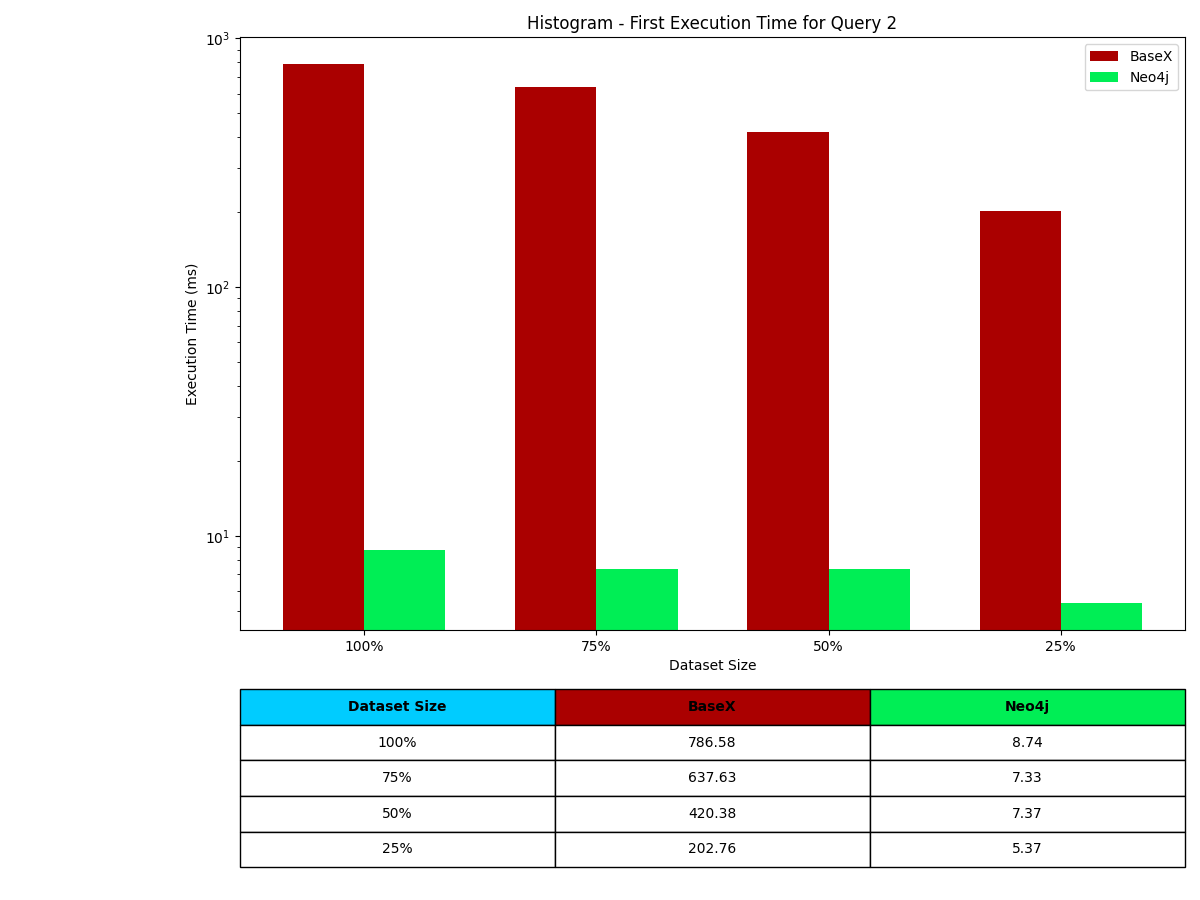 Histogram - First Execution Time for Query 2
10³
10²
10¹
Execution Time (ms)
BaseX
Neo4j
100% 75% 50% 25%
Dataset Size
Dataset Size BaseX Neo4j
100% 786.58 8.74
75% 637.63 7.33
50% 420.38 7.37
25% 202.76 5.37